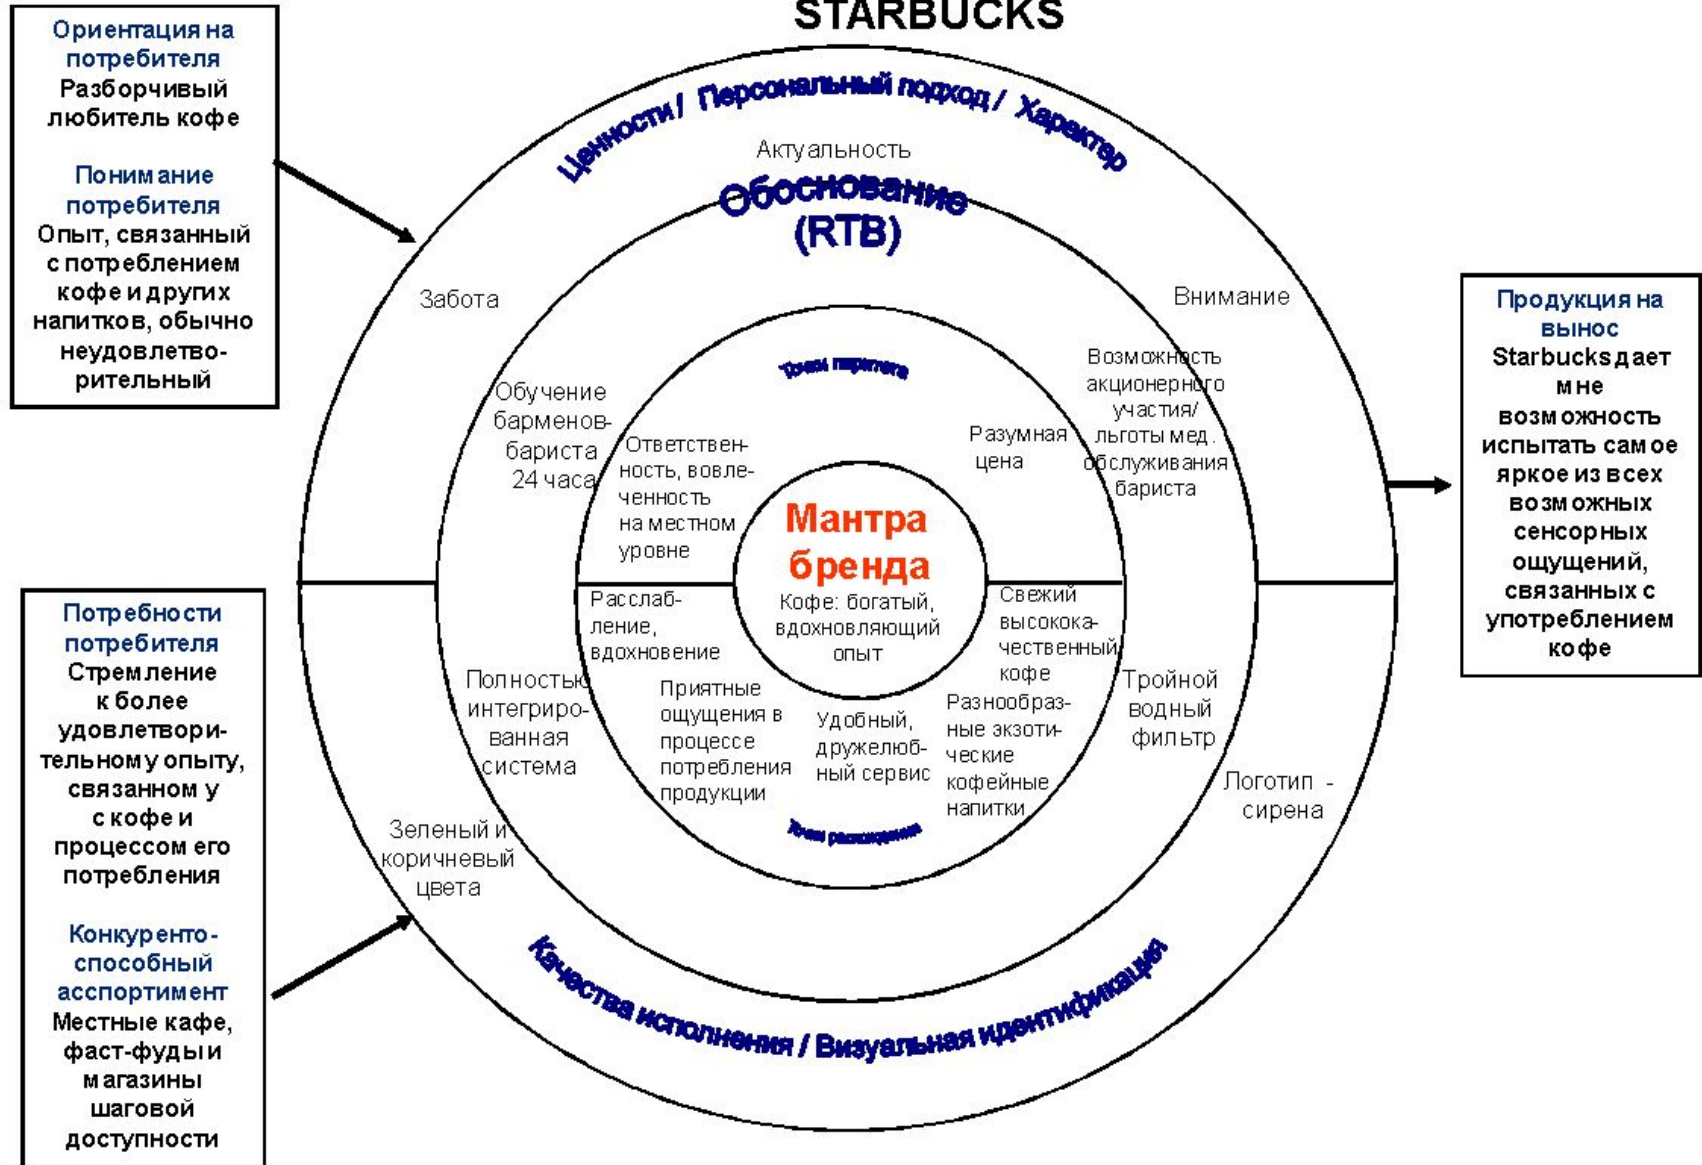 STARBUCKS
Ориентация на
потребителя
Разборчивый
любитель кофе
Понимание
потребителя
Опыт, связанный
с потреблением
кофе и других
напитков, обычно
неудовлетво-
рительный
Потребности
потребителя
Стремление
к более
удовлетвори-
тельному опыту,
связанном у
с кофе и
процессом его
потребления
Конкуренто-
способный
асспортимент
Местные кафе,
фаст-фуды и
магазины
шаговой
доступности
Ценности / Персональный подход / Характер
Актуальность
Забота
Внимание
Обоснование
(RTB)
Обучение
барменов-
бариста
24 часа
Возможность
акционерного
участия/
льготы мед.
обслуживания
бариста
Точки паритета
Ответствен-
ность, вовле-
ченность
на местном
уровне
Разумная
цена
Мантра
бренда
Кофе: богатый,
вдохновляющий
опыт
Расслаб-
ление,
вдохновение
Приятные
ощущения в
процессе
потребления
продукции
Удобный,
дружелюб-
ный сервис
Свежий
высокока-
чественный
кофе
Разнообраз-
ные экзоти-
ческие
кофейные
напитки
Точки расхождения
Полностью
интегриро-
ванная
система
Тройной
водный
фильтр
Зеленый и
коричневый
цвета
Логотип -
сирена
Качества исполнения / Визуальная идентификация
Продукция на
вынос
Starbucks дает
мне
возможность
испытать самое
яркое из всех
возможных
сенсорных
ощущений,
связанных с
употреблением
кофе